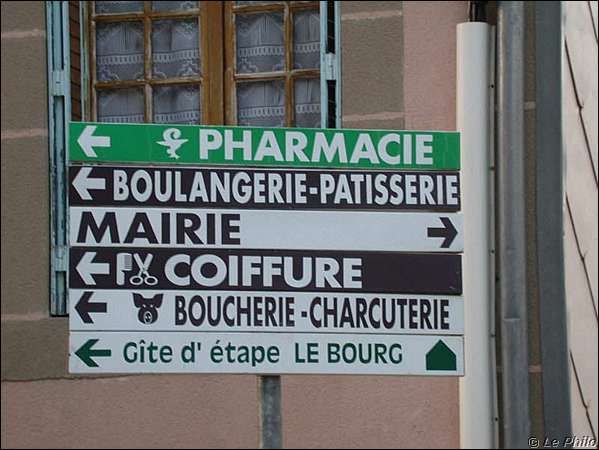 PHARMACIE
BOULANGERIE-PATISSERIE
MAIRIE
COIFFURE
BOUCHERIE-CHARCUTERIE
Gîte d' étape LE BOURG
© Le Philo